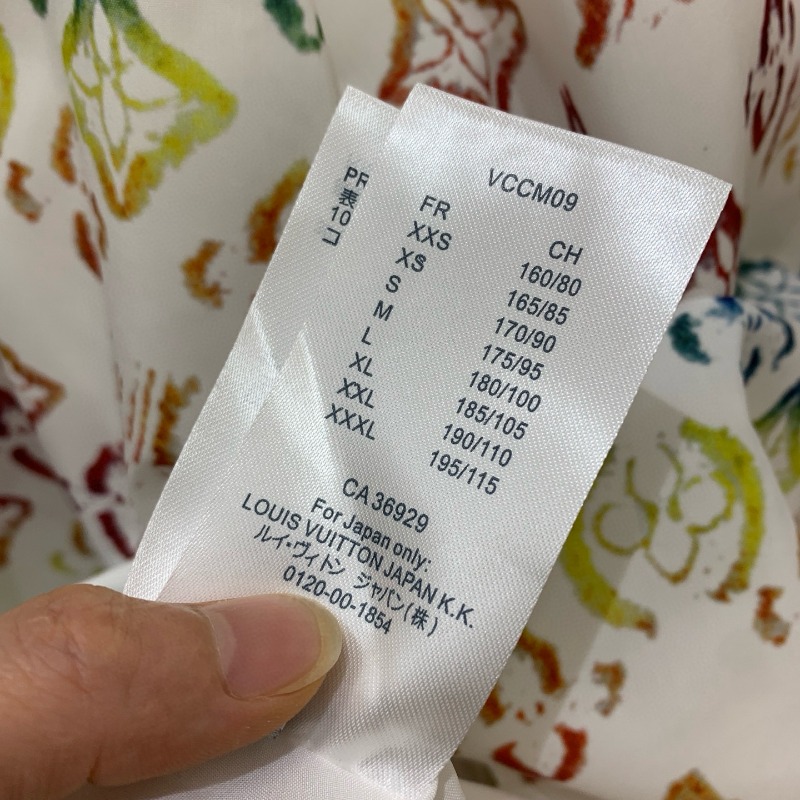 VCCM09
FR CH
XXS 160/80
XS 165/85
S 170/90
M 175/95
L 180/100
XL 185/105
XXL 190/110
XXXL 195/115
CA 36929
For Japan only:
LOUIS VUITTON JAPAN K.K.
ルイ・ヴィトン ジャパン(株)
0120-00-1854
PR
表
10
コ